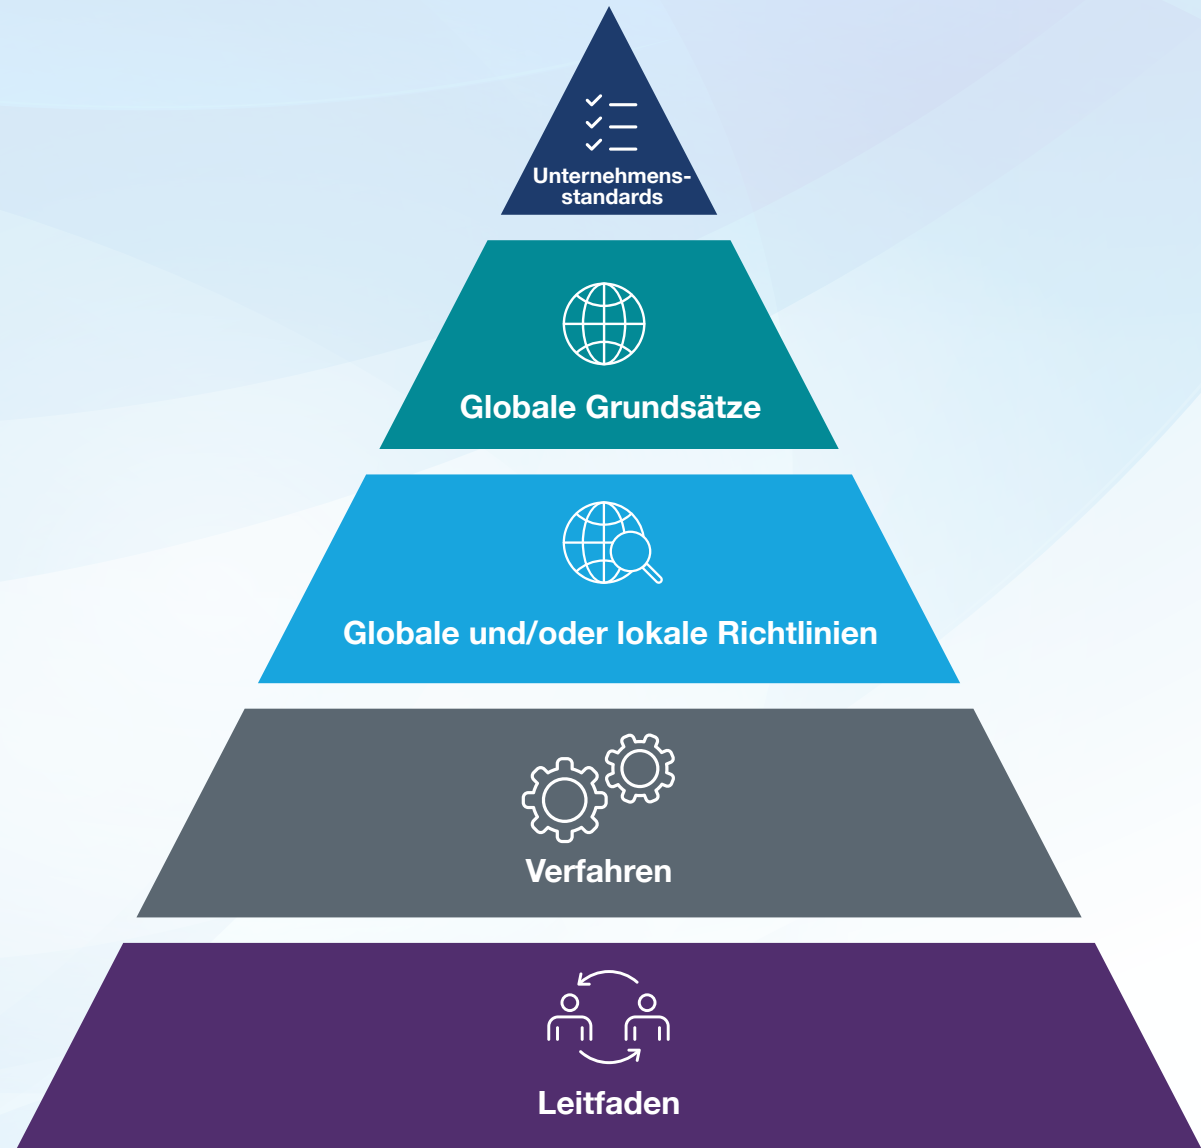 Unternehmens-
standards
Globale Grundsätze
Globale und/oder lokale Richtlinien
Verfahren
Leitfaden